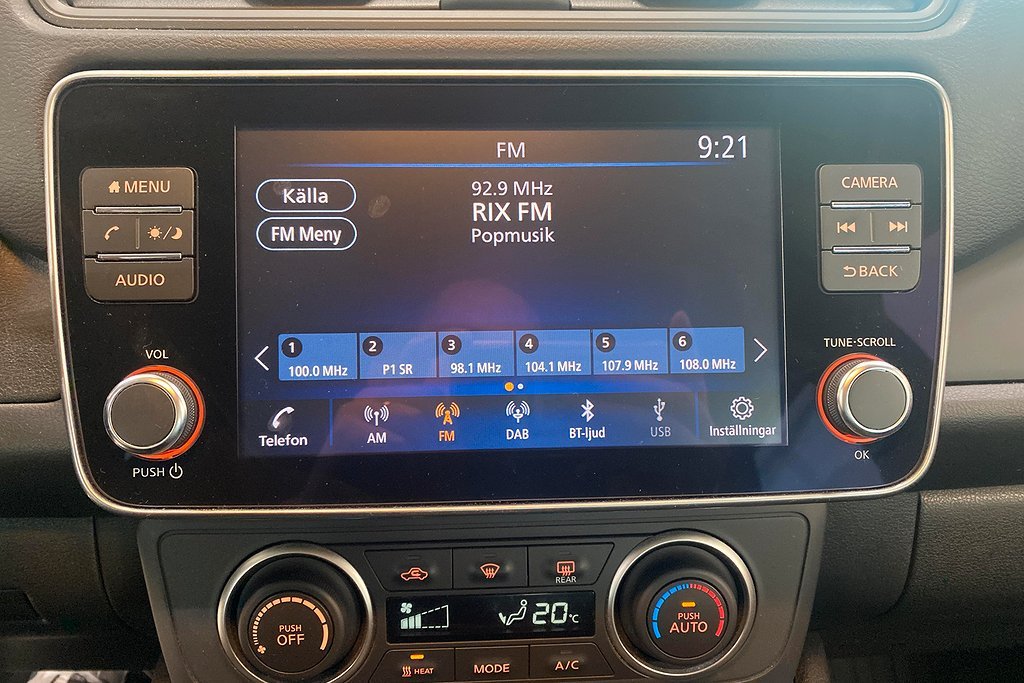 FM
9:21
MENU
AUDIO
Källa
FM Meny
92.9 MHz
RIX FM
Popmusik
CAMERA
BACK
VOL
PUSH
TUNE·SCROLL
OK
1 2 3 4 5 6
100.0 MHz P1 SR 98.1 MHz 104.1 MHz 107.9 MHz 108.0 MHz
Telefon AM FM DAB BT-ljud USB Inställningar
REAR
PUSH
OFF
20°C
PUSH
AUTO
HEAT MODE A/C